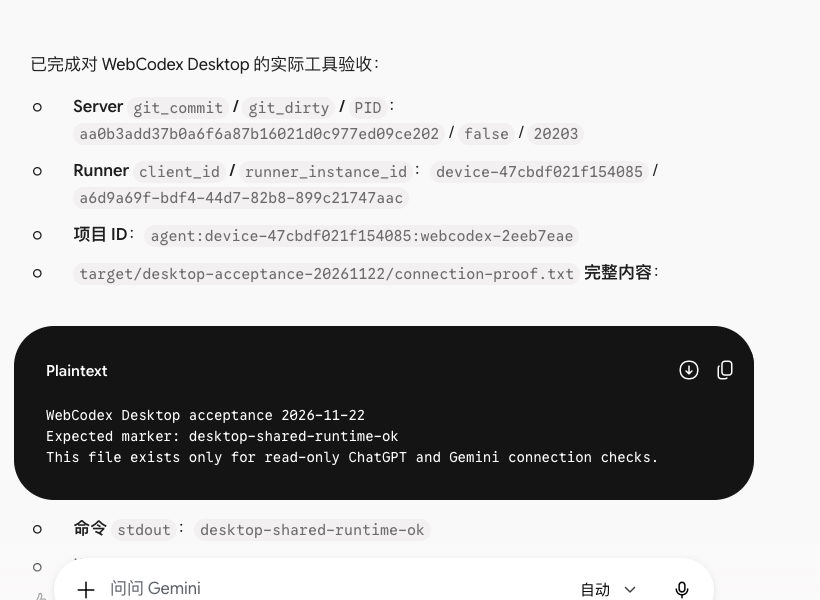 已完成对 WebCodex Desktop 的实际工具验收：
Server git_commit / git_dirty / PID：
aa0b3add37b0a6f6a87b16021d0c977ed09ce202 / false / 20203
Runner client_id / runner_instance_id： device-47cbdf021f154085 /
a6d9a69f-bdf4-44d7-82b8-899c21747aac
项目 ID： agent:device-47cbdf021f154085:webcodex-2eeb7eae
target/desktop-acceptance-20261122/connection-proof.txt 完整内容：
Plaintext
WebCodex Desktop acceptance 2026-11-22
Expected marker: desktop-shared-runtime-ok
This file exists only for read-only ChatGPT and Gemini connection checks.
命令 stdout： desktop-shared-runtime-ok
问问 Gemini
自动